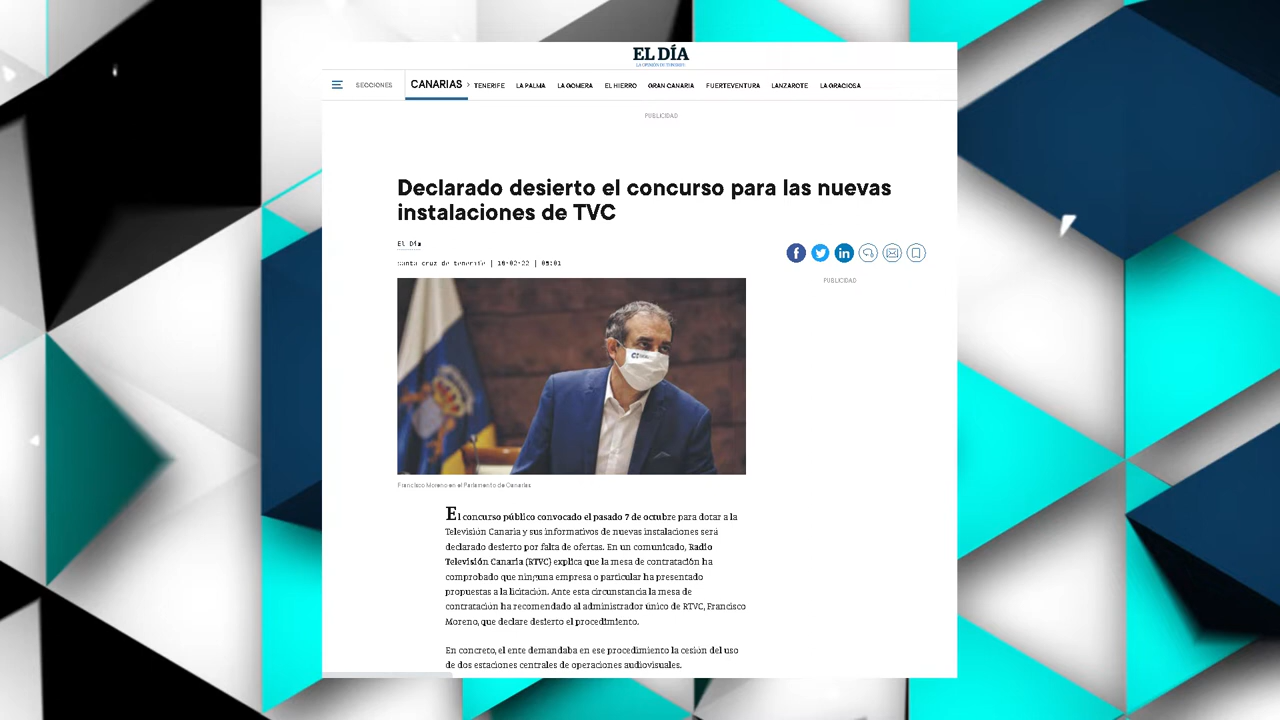 EL DÍA
LA OPINIÓN DE TENERIFE
SECCIONES
CANARIAS
TENERIFE
LA PALMA
LA GOMERA
EL HIERRO
GRAN CANARIA
FUERTEVENTURA
LANZAROTE
LA GRACIOSA
PUBLICIDAD
Declarado desierto el concurso para las nuevas
instalaciones de TVC
El Día
santa cruz de tenerife | 10·02·22 | 05:01
PUBLICIDAD
Francisco Moreno en el Parlamento de Canarias
El concurso público convocado el pasado 7 de octubre para dotar a la
Televisión Canaria y sus informativos de nuevas instalaciones será
declarado desierto por falta de ofertas. En un comunicado, Radio
Televisión Canaria (RTVC) explica que la mesa de contratación ha
comprobado que ninguna empresa o particular ha presentado
propuestas a la licitación. Ante esta circunstancia la mesa de
contratación ha recomendado al administrador único de RTVC, Francisco
Moreno, que declare desierto el procedimiento.
En concreto, el ente demandaba en ese procedimiento la cesión del uso
de dos estaciones centrales de operaciones audiovisuales.